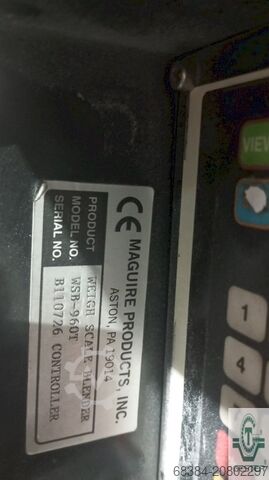 CE MAGUIRE PRODUCTS, INC.
ASTON, PA 19014
PRODUCT WEIGH SCALE BLENDER
MODEL NO. WSB-960T
SERIAL NO. B110726 CONTROLLER
VIEW
1
4
68384-20802297